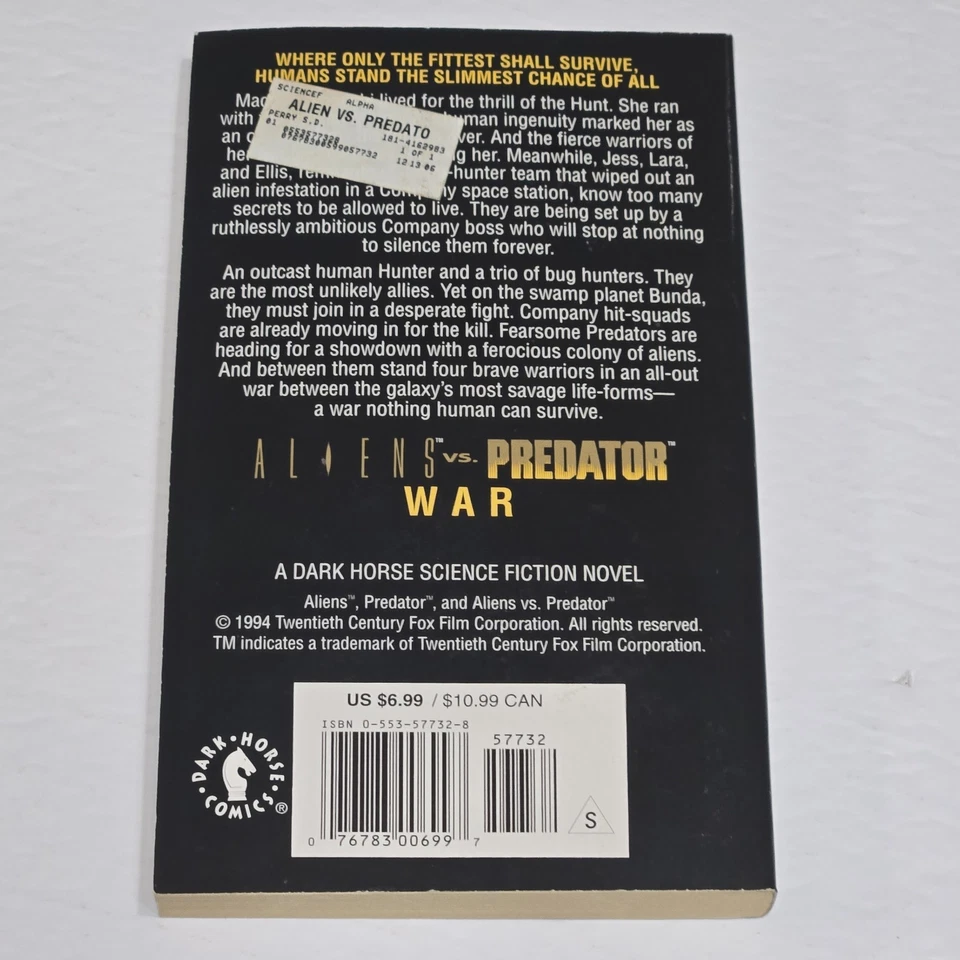 WHERE ONLY THE FITTEST SHALL SURVIVE,
HUMANS STAND THE SLIMMEST CHANCE OF ALL
lived for the thrill of the Hunt. She ran
with human ingenuity marked her as
an And the fierce warriors of
her. Meanwhile, Jess, Lara,
and Ellis, -hunter team that wiped out an
alien infestation in a Company space station, know too many
secrets to be allowed to live. They are being set up by a
ruthlessly ambitious Company boss who will stop at nothing
to silence them forever.
SCIENCEF ALPHA
ALIEN VS. PREDATO
PERRY S.D. 181-4162983
01 0553577328 1 OF 1
12 13 06
An outcast human Hunter and a trio of bug hunters. They
are the most unlikely allies. Yet on the swamp planet Bunda,
they must join in a desperate fight. Company hit-squads
are already moving in for the kill. Fearsome Predators are
heading for a showdown with a ferocious colony of aliens.
And between them stand four brave warriors in an all-out
war between the galaxy's most savage life-forms—
a war nothing human can survive.
ALIENS™ vs. PREDATOR™
WAR
A DARK HORSE SCIENCE FICTION NOVEL
Aliens™, Predator™, and Aliens vs. Predator™
© 1994 Twentieth Century Fox Film Corporation. All rights reserved.
TM indicates a trademark of Twentieth Century Fox Film Corporation.
US $6.99 / $10.99 CAN
ISBN 0-553-57732-8
57732
S
0 76783 00699 7
DARK · HORSE · COMICS · ®